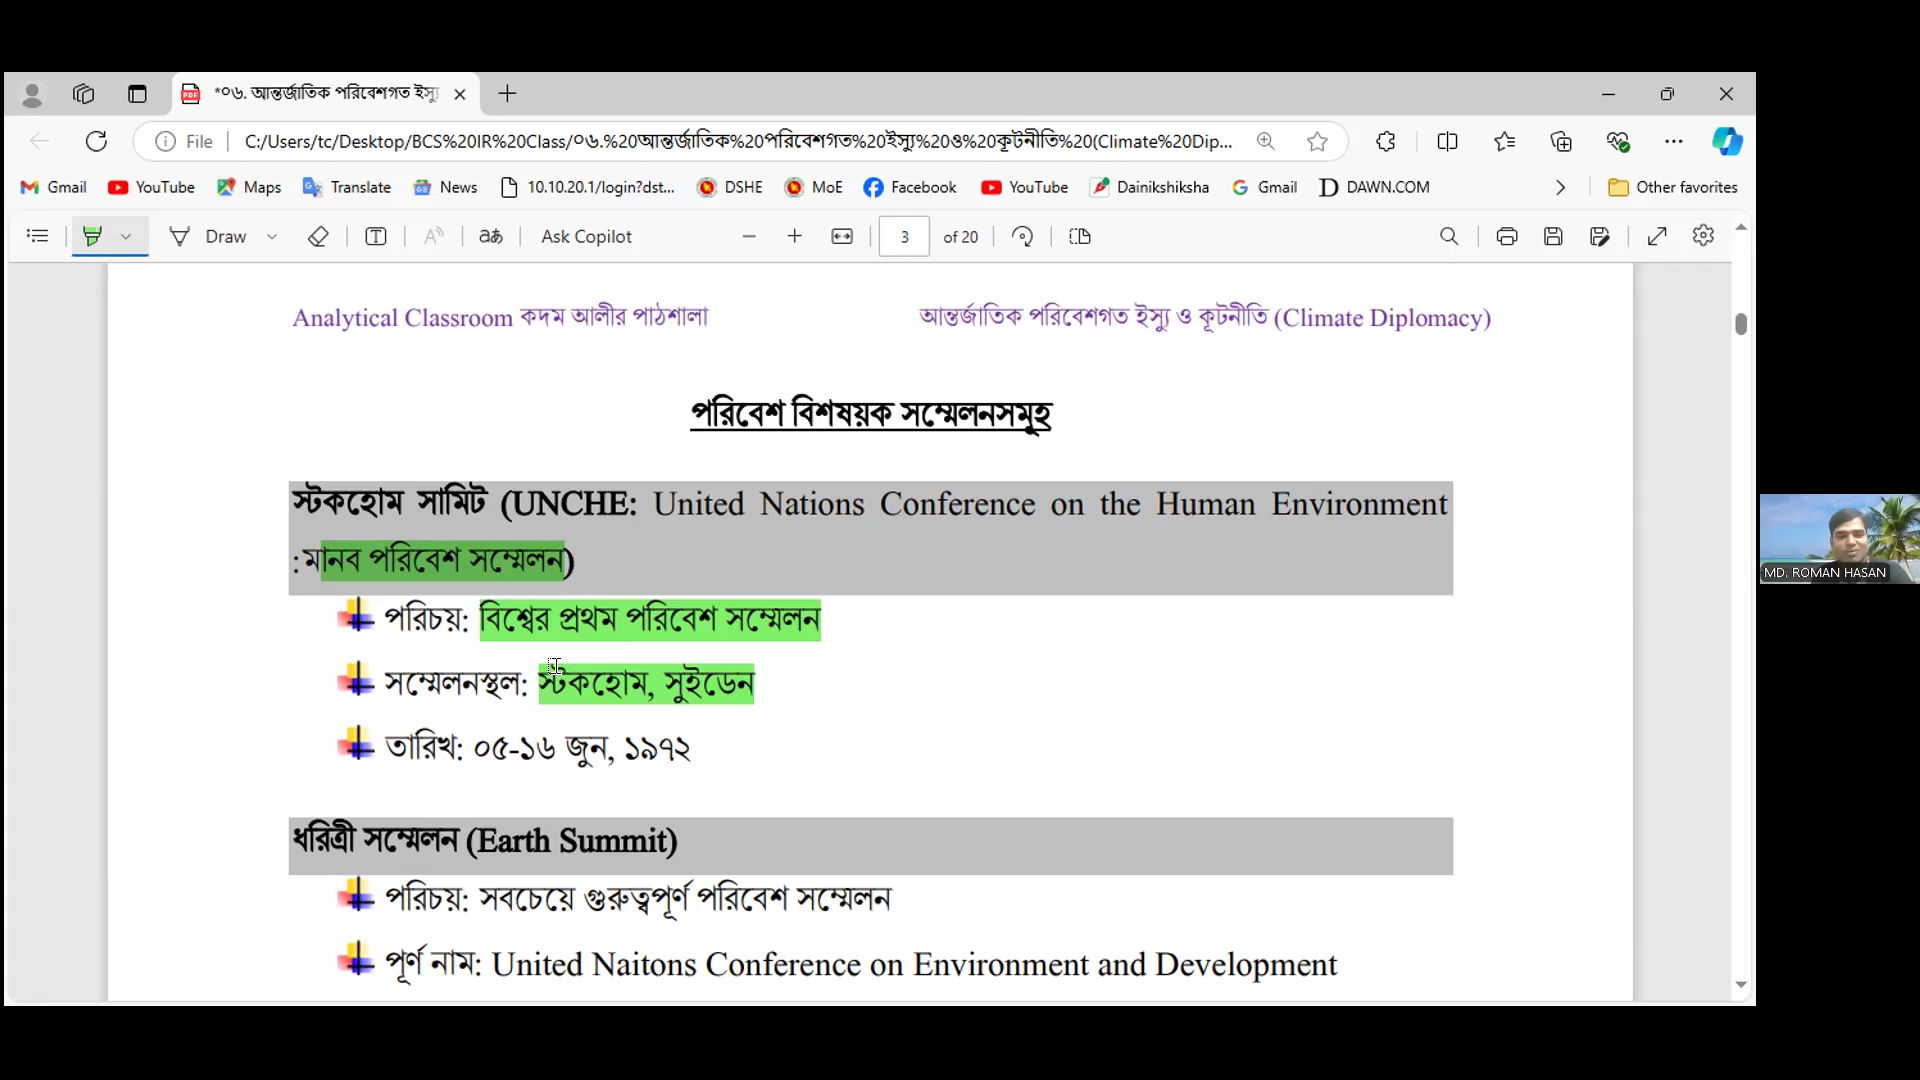 *০৬. আন্তর্জাতিক পরিবেশগত ইস্যু
File C:/Users/tc/Desktop/BCS%20IR%20Class/০৬.%20আন্তর্জাতিক%20পরিবেশগত%20ইস্যু%20ও%20কূটনীতি%20(Climate%20Dip...
Gmail YouTube Maps Translate News 10.10.20.1/login?dst... DSHE MoE Facebook YouTube Dainikshiksha Gmail DAWN.COM Other favorites
Draw Ask Copilot 3 of 20
Analytical Classroom কদম আলীর পাঠশালা আন্তর্জাতিক পরিবেশগত ইস্যু ও কূটনীতি (Climate Diplomacy)
পরিবেশ বিশষয়ক সম্মেলনসমূহ
স্টকহোম সামিট (UNCHE: United Nations Conference on the Human Environment
:মানব পরিবেশ সম্মেলন)
পরিচয়: বিশ্বের প্রথম পরিবেশ সম্মেলন
সম্মেলনস্থল: স্টকহোম, সুইডেন
তারিখ: ০৫-১৬ জুন, ১৯৭২
MD. ROMAN HASAN
ধরিত্রী সম্মেলন (Earth Summit)
পরিচয়: সবচেয়ে গুরুত্বপূর্ণ পরিবেশ সম্মেলন
পূর্ণ নাম: United Naitons Conference on Environment and Development